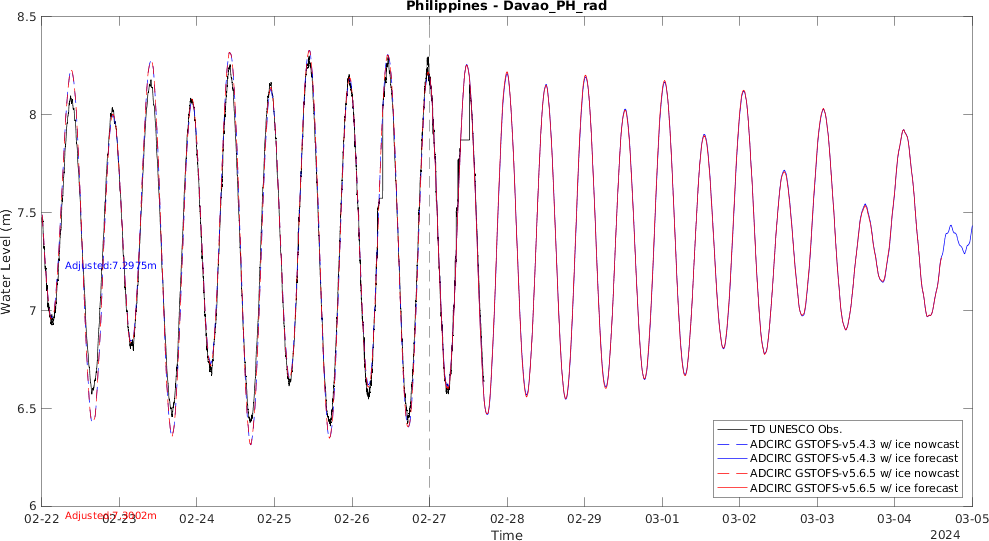 Philippines - Davao_PH_rad
8.5
8
7.5
7
6.5
6
Water Level (m)
Adjusted:7.2975m
Adjusted:7.3002m
TD UNESCO Obs.
ADCIRC GSTOFS-v5.4.3 w/ ice nowcast
ADCIRC GSTOFS-v5.4.3 w/ ice forecast
ADCIRC GSTOFS-v5.6.5 w/ ice nowcast
ADCIRC GSTOFS-v5.6.5 w/ ice forecast
02-22 02-23 02-24 02-25 02-26 02-27 02-28 02-29 03-01 03-02 03-03 03-04 03-05
Time
2024